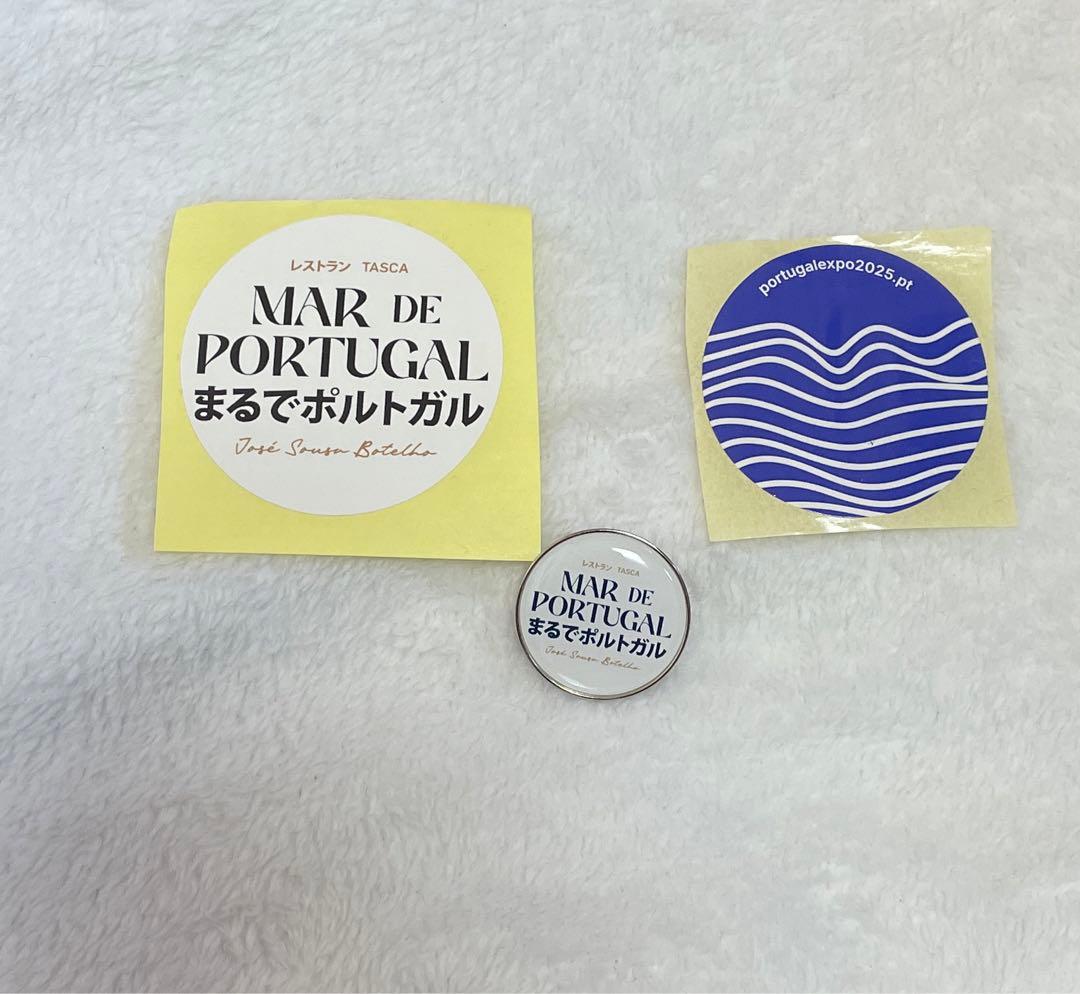 レストラン TASCA
MAR DE
PORTUGAL
まるでポルトガル
José Sousa Botelho
portugalexpo2025.pt
レストラン TASCA
MAR DE
PORTUGAL
まるでポルトガル
José Sousa Botelho